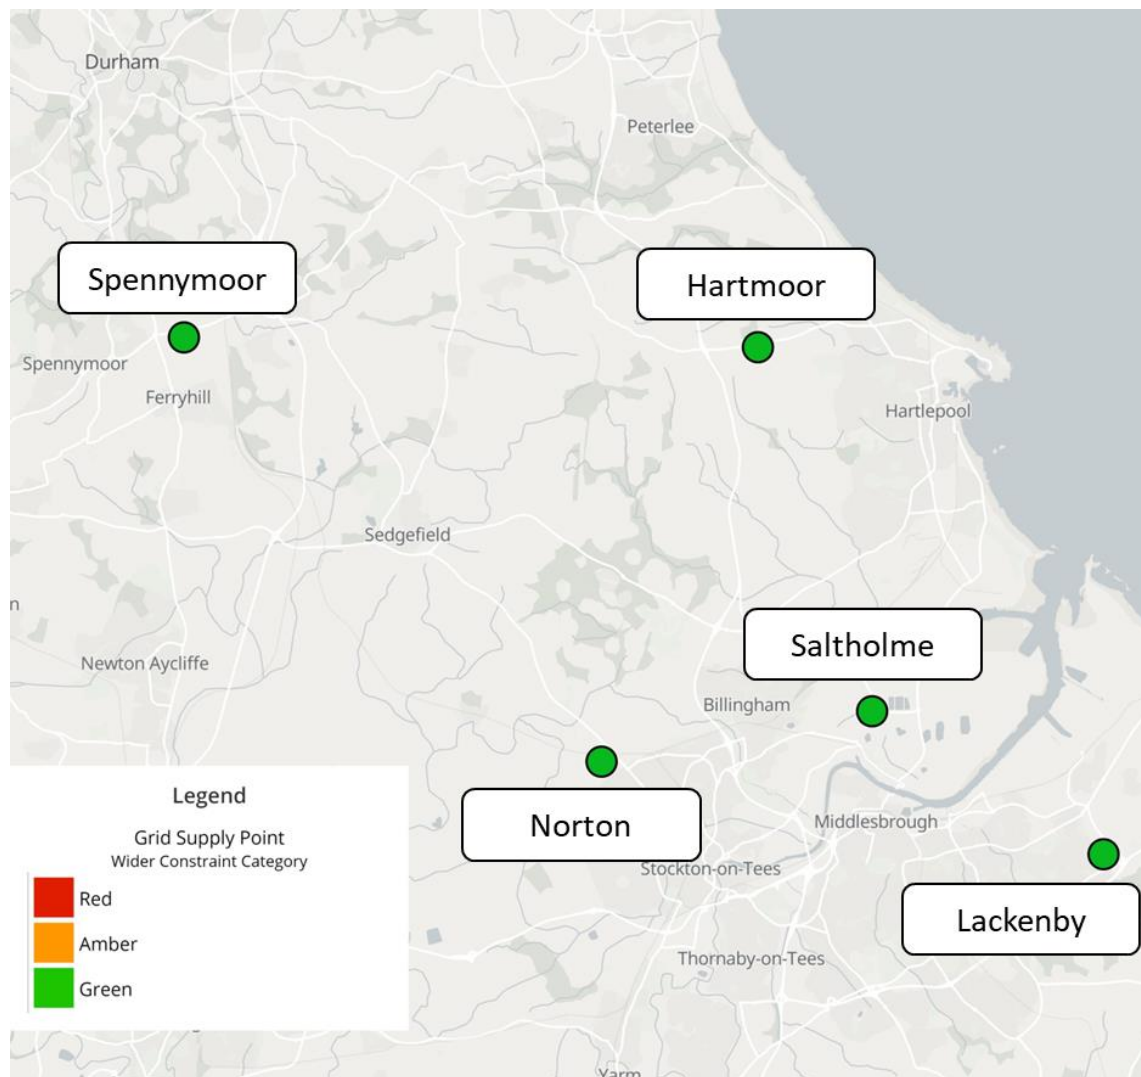 Durham
Peterlee
Spennymoor
Hartmoor
Spennymoor
Ferryhill
Hartlepool
Sedgefield
Saltholme
Newton Aycliffe
Billingham
Norton
Middlesbrough
Stockton-on-Tees
Lackenby
Thornaby-on-Tees
Yarm
Legend
Grid Supply Point
Wider Constraint Category
Red
Amber
Green